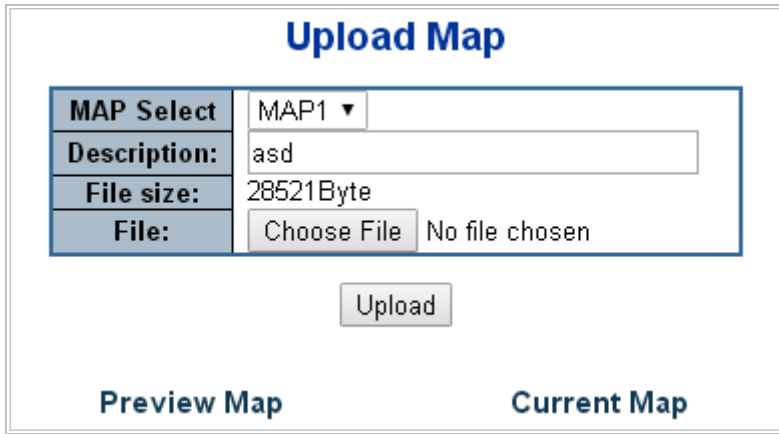 Upload Map
MAP Select MAP1
Description: asd
File size: 28521Byte
File: Choose File No file chosen
Upload
Preview Map Current Map